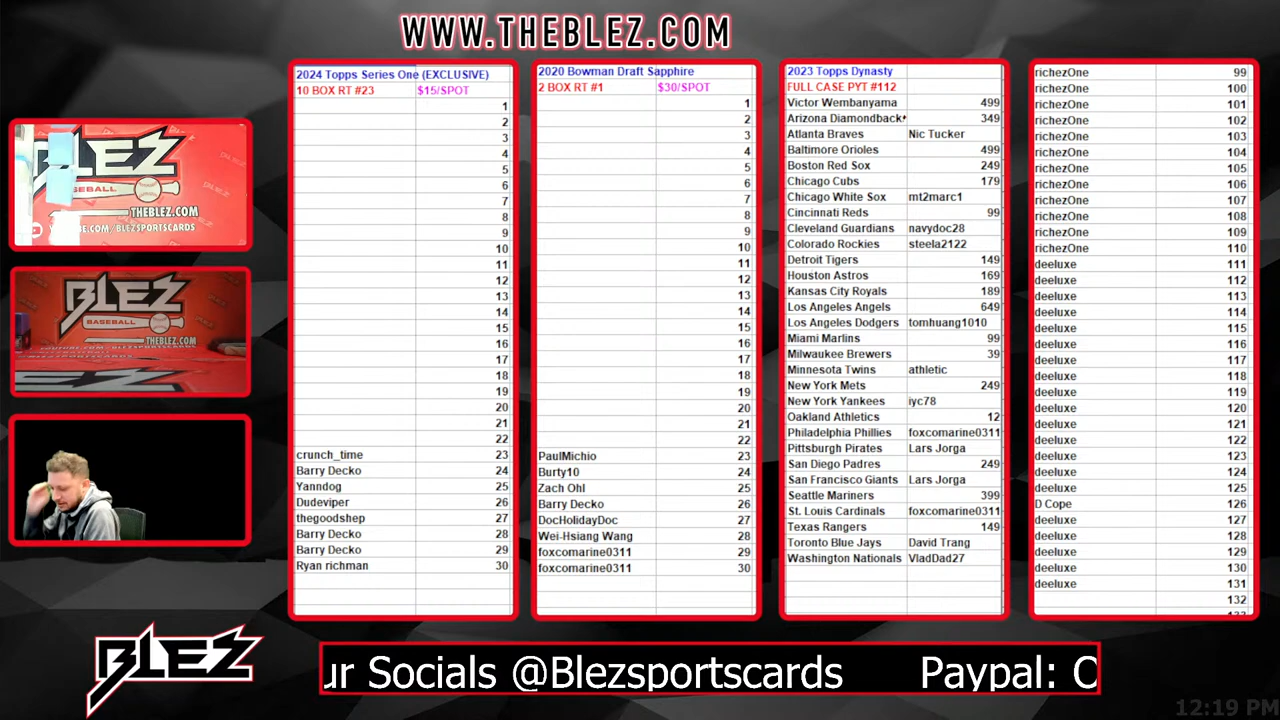 WWW.THEBLEZ.COM
BLEZ
BASEBALL
THEBLEZ.COM
BE.COM/BLEZSPORTSCARDS
BLEZ
BASEBALL
THEBLEZ.COM
2024 Topps Series One (EXCLUSIVE)
10 BOX RT #23 $15/SPOT
1
2
3
4
5
6
7
8
9
10
11
12
13
14
15
16
17
18
19
20
21
22
crunch_time 23
Barry Decko 24
Yanndog 25
Dudeviper 26
thegoodshep 27
Barry Decko 28
Barry Decko 29
Ryan richman 30
2020 Bowman Draft Sapphire
2 BOX RT #1 $30/SPOT
1
2
3
4
5
6
7
8
9
10
11
12
13
14
15
16
17
18
19
20
21
22
PaulMichio 23
Burty10 24
Zach Ohl 25
Barry Decko 26
DocHolidayDoc 27
Wei-Hsiang Wang 28
foxcomarine0311 29
foxcomarine0311 30
2023 Topps Dynasty
FULL CASE PYT #112
Victor Wembanyama 499
Arizona Diamondback 349
Atlanta Braves Nic Tucker
Baltimore Orioles 499
Boston Red Sox 249
Chicago Cubs 179
Chicago White Sox mt2marc1
Cincinnati Reds 99
Cleveland Guardians navydoc28
Colorado Rockies steela2122
Detroit Tigers 149
Houston Astros 169
Kansas City Royals 189
Los Angeles Angels 649
Los Angeles Dodgers tomhuang1010
Miami Marlins 99
Milwaukee Brewers 39
Minnesota Twins athletic
New York Mets 249
New York Yankees iyc78
Oakland Athletics 12
Philadelphia Phillies foxcomarine0311
Pittsburgh Pirates Lars Jorga
San Diego Padres 249
San Francisco Giants Lars Jorga
Seattle Mariners 399
St. Louis Cardinals foxcomarine0311
Texas Rangers 149
Toronto Blue Jays David Trang
Washington Nationals VladDad27
richezOne 99
richezOne 100
richezOne 101
richezOne 102
richezOne 103
richezOne 104
richezOne 105
richezOne 106
richezOne 107
richezOne 108
richezOne 109
richezOne 110
deeluxe 111
deeluxe 112
deeluxe 113
deeluxe 114
deeluxe 115
deeluxe 116
deeluxe 117
deeluxe 118
deeluxe 119
deeluxe 120
deeluxe 121
deeluxe 122
deeluxe 123
deeluxe 124
deeluxe 125
D Cope 126
deeluxe 127
deeluxe 128
deeluxe 129
deeluxe 130
deeluxe 131
132
BLEZ
ur Socials @Blezsportscards Paypal:
12:19 PM